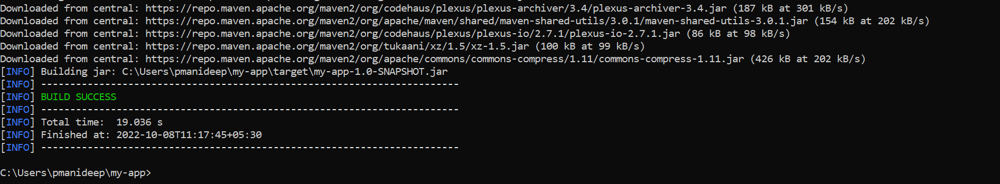 Downloaded from central: https://repo.maven.apache.org/maven2/org/codehaus/plexus/plexus-archiver/3.4/plexus-archiver-3.4.jar (187 kB at 301 kB/s)
Downloaded from central: https://repo.maven.apache.org/maven2/org/apache/maven/shared/maven-shared-utils/3.0.1/maven-shared-utils-3.0.1.jar (154 kB at 202 kB/s)
Downloaded from central: https://repo.maven.apache.org/maven2/org/codehaus/plexus/plexus-io/2.7.1/plexus-io-2.7.1.jar (86 kB at 98 kB/s)
Downloaded from central: https://repo.maven.apache.org/maven2/org/tukaani/xz/1.5/xz-1.5.jar (100 kB at 99 kB/s)
Downloaded from central: https://repo.maven.apache.org/maven2/org/apache/commons/commons-compress/1.11/commons-compress-1.11.jar (426 kB at 202 kB/s)
[INFO] Building jar: C:\Users\pmanideep\my-app\target\my-app-1.0-SNAPSHOT.jar
[INFO] ------------------------------------------------------------------------
[INFO] BUILD SUCCESS
[INFO] ------------------------------------------------------------------------
[INFO] Total time:  19.036 s
[INFO] Finished at: 2022-10-08T11:17:45+05:30
[INFO] ------------------------------------------------------------------------
C:\Users\pmanideep\my-app>